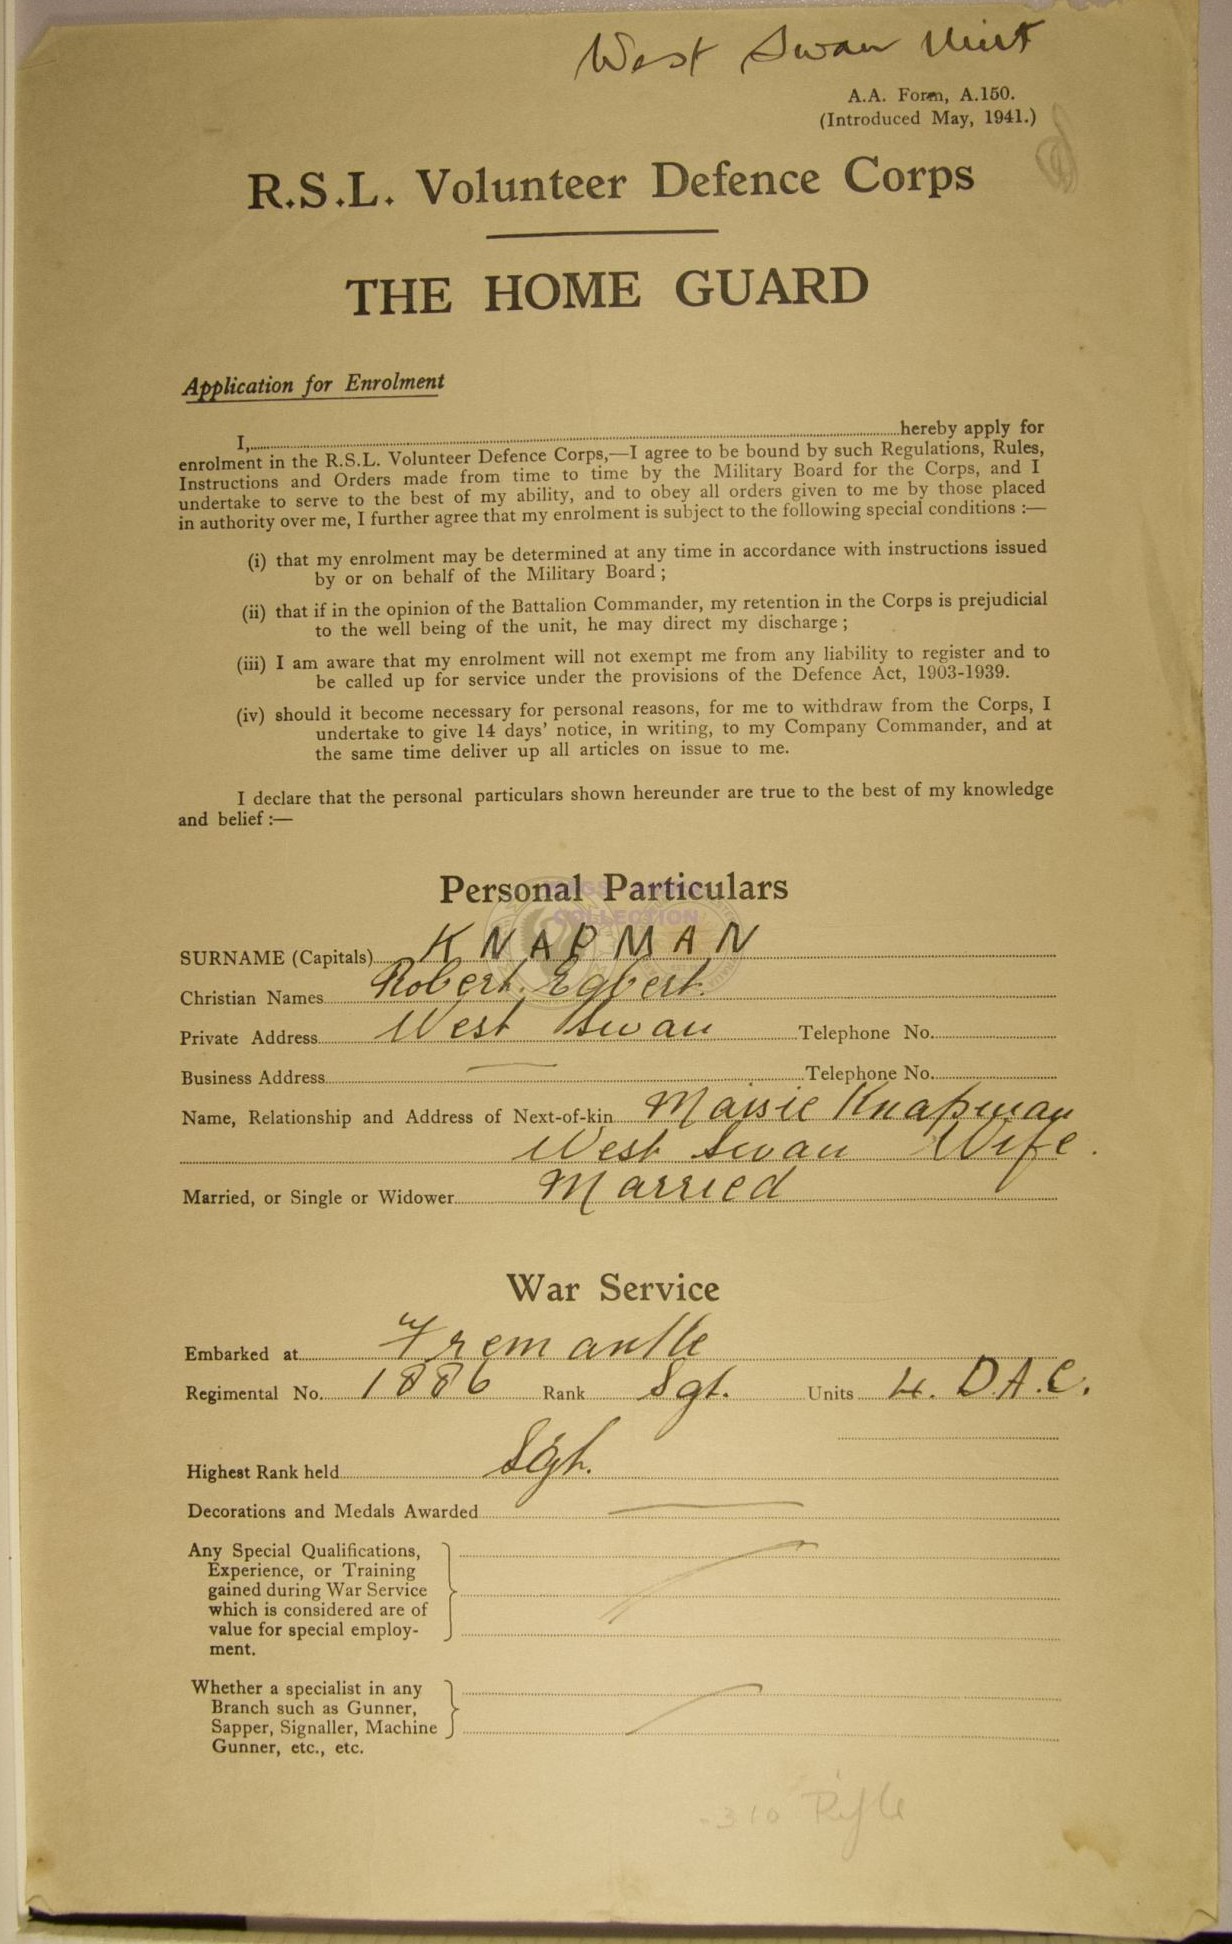 West Swan Unit
A.A. Form, A.150.
(Introduced May, 1941.)
R.S.L. Volunteer Defence Corps
THE HOME GUARD
Application for Enrolment
I,..........hereby apply for
enrolment in the R.S.L. Volunteer Defence Corps,—I agree to be bound by such Regulations, Rules,
Instructions and Orders made from time to time by the Military Board for the Corps, and I
undertake to serve to the best of my ability, and to obey all orders given to me by those placed
in authority over me, I further agree that my enrolment is subject to the following special conditions :—
(i) that my enrolment may be determined at any time in accordance with instructions issued
by or on behalf of the Military Board ;
(ii) that if in the opinion of the Battalion Commander, my retention in the Corps is prejudicial
to the well being of the unit, he may direct my discharge ;
(iii) I am aware that my enrolment will not exempt me from any liability to register and to
be called up for service under the provisions of the Defence Act, 1903-1939.
(iv) should it become necessary for personal reasons, for me to withdraw from the Corps, I
undertake to give 14 days' notice, in writing, to my Company Commander, and at
the same time deliver up all articles on issue to me.
I declare that the personal particulars shown hereunder are true to the best of my knowledge
and belief :—
Personal Particulars
COLLECTION
SURNAME (Capitals) KNAPMAN
Christian Names Robert. Egbert.
Private Address West Swan Telephone No.
Business Address — Telephone No.
Name, Relationship and Address of Next-of-kin Maisie Knapman
West Swan Wife.
Married, or Single or Widower Married
War Service
Embarked at Fremantle
Regimental No. 1886 Rank Sgt. Units 4. D.A.C.
Highest Rank held Sgt.
Decorations and Medals Awarded —
Any Special Qualifications,
Experience, or Training
gained during War Service
which is considered are of
value for special employ-
ment.
Whether a specialist in any
Branch such as Gunner,
Sapper, Signaller, Machine
Gunner, etc., etc.
.310 Rifle